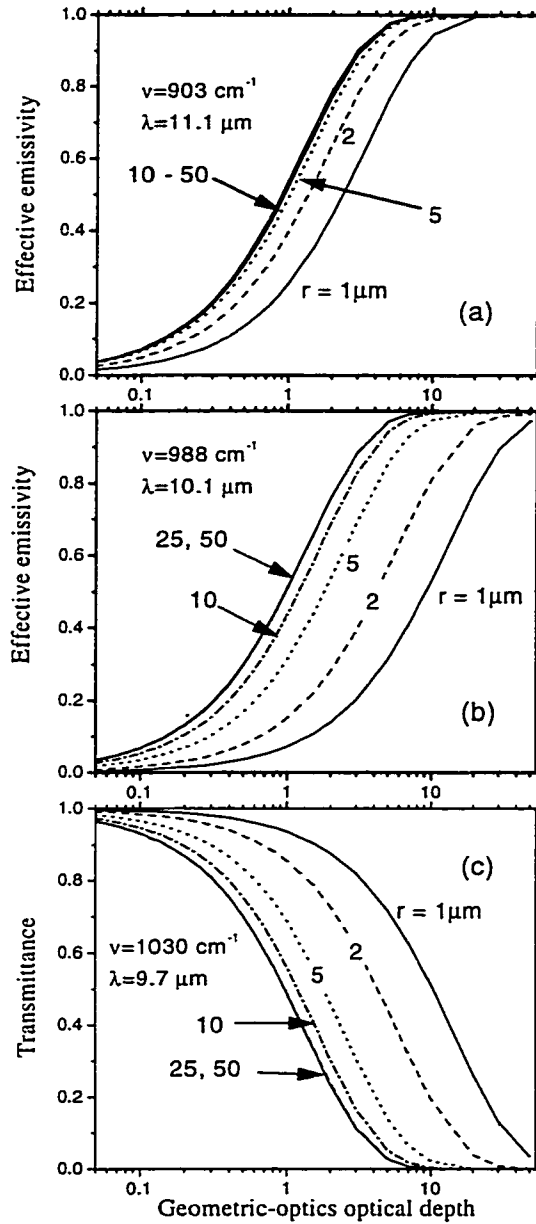 1.0
0.8
0.6
0.4
0.2
0.0
Effective emissivity
ν=903 cm⁻¹
λ=11.1 μm
10 - 50
2
5
r = 1μm
(a)
0.1
1
10
1.0
0.8
0.6
0.4
0.2
0.0
Effective emissivity
ν=988 cm⁻¹
λ=10.1 μm
25, 50
10
5
2
r = 1μm
(b)
0.1
1
10
1.0
0.8
0.6
0.4
0.2
0.0
Transmittance
(c)
r = 1μm
2
ν=1030 cm⁻¹
λ=9.7 μm
5
10
25, 50
0.1
1
10
Geometric-optics optical depth